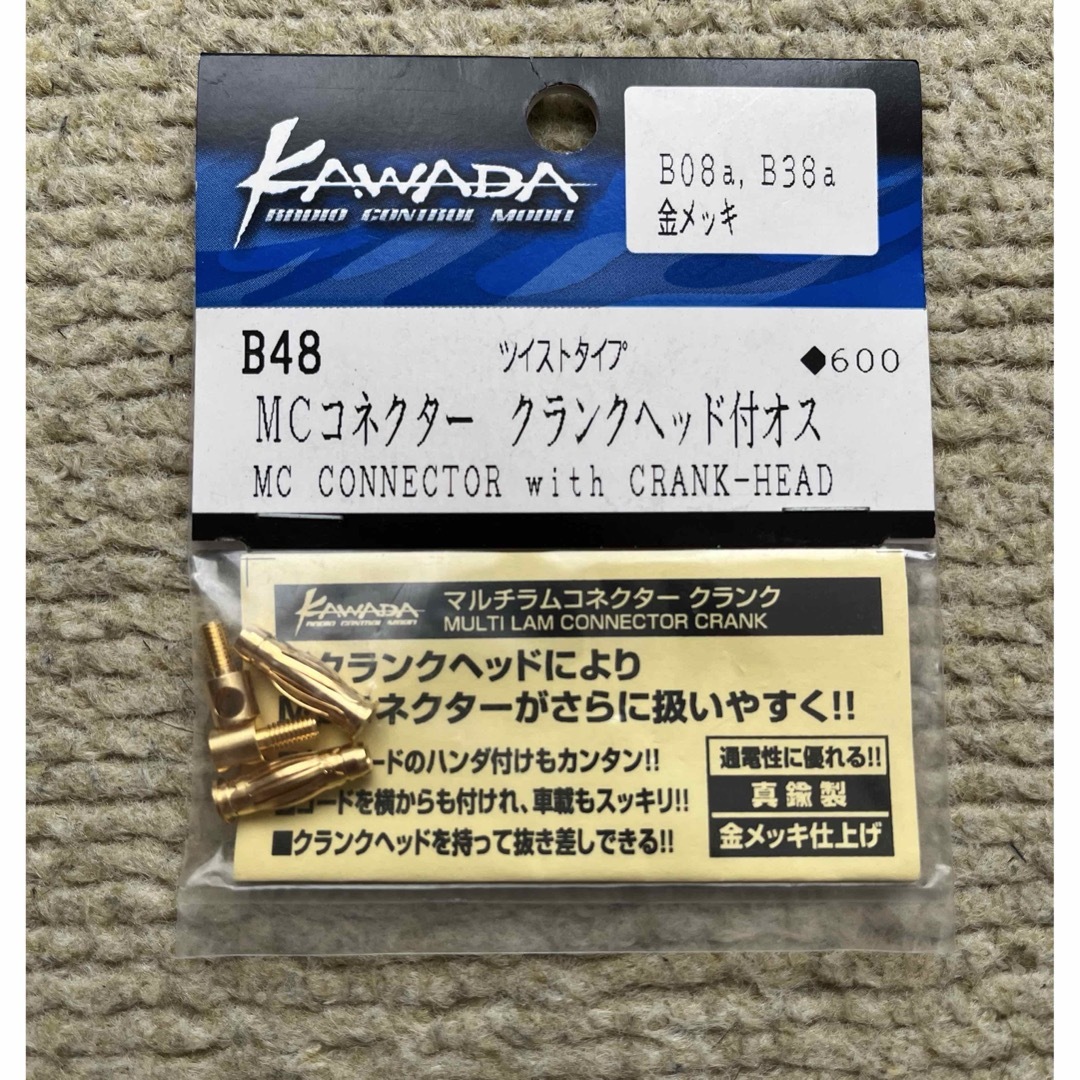 KAWADA
RADIO CONTROL MODEL
B08a, B38a
金メッキ
B48 ツイストタイプ ◆600
MCコネクター クランクヘッド付オス
MC CONNECTOR with CRANK-HEAD
KAWADA マルチラムコネクター クランク
RADIO CONTROL MODEL MULTI LAM CONNECTOR CRANK
クランクヘッドにより
ネクターがさらに扱いやすく!!
ードのハンダ付けもカンタン!!
コードを横からも付けれ、車載もスッキリ!!
■クランクヘッドを持って抜き差しできる!!
通電性に優れる!!
真鍮製
金メッキ仕上げ